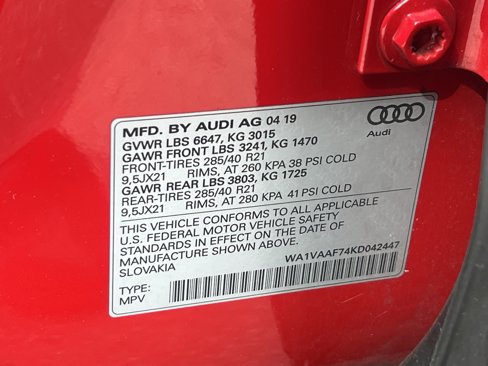 MFD. BY AUDI AG 04 19
GVWR LBS 6647, KG 3015
GAWR FRONT LBS 3241, KG 1470
FRONT-TIRES 285/40 R21
9,5JX21 RIMS, AT 260 KPA 38 PSI COLD
GAWR REAR LBS 3803, KG 1725
REAR-TIRES 285/40 R21
9,5JX21 RIMS, AT 280 KPA 41 PSI COLD
THIS VEHICLE CONFORMS TO ALL APPLICABLE
U.S. FEDERAL MOTOR VEHICLE SAFETY
STANDARDS IN EFFECT ON THE DATE OF
MANUFACTURE SHOWN ABOVE.
SLOVAKIA
WA1VAAF74KD042447
TYPE:
MPV
Audi